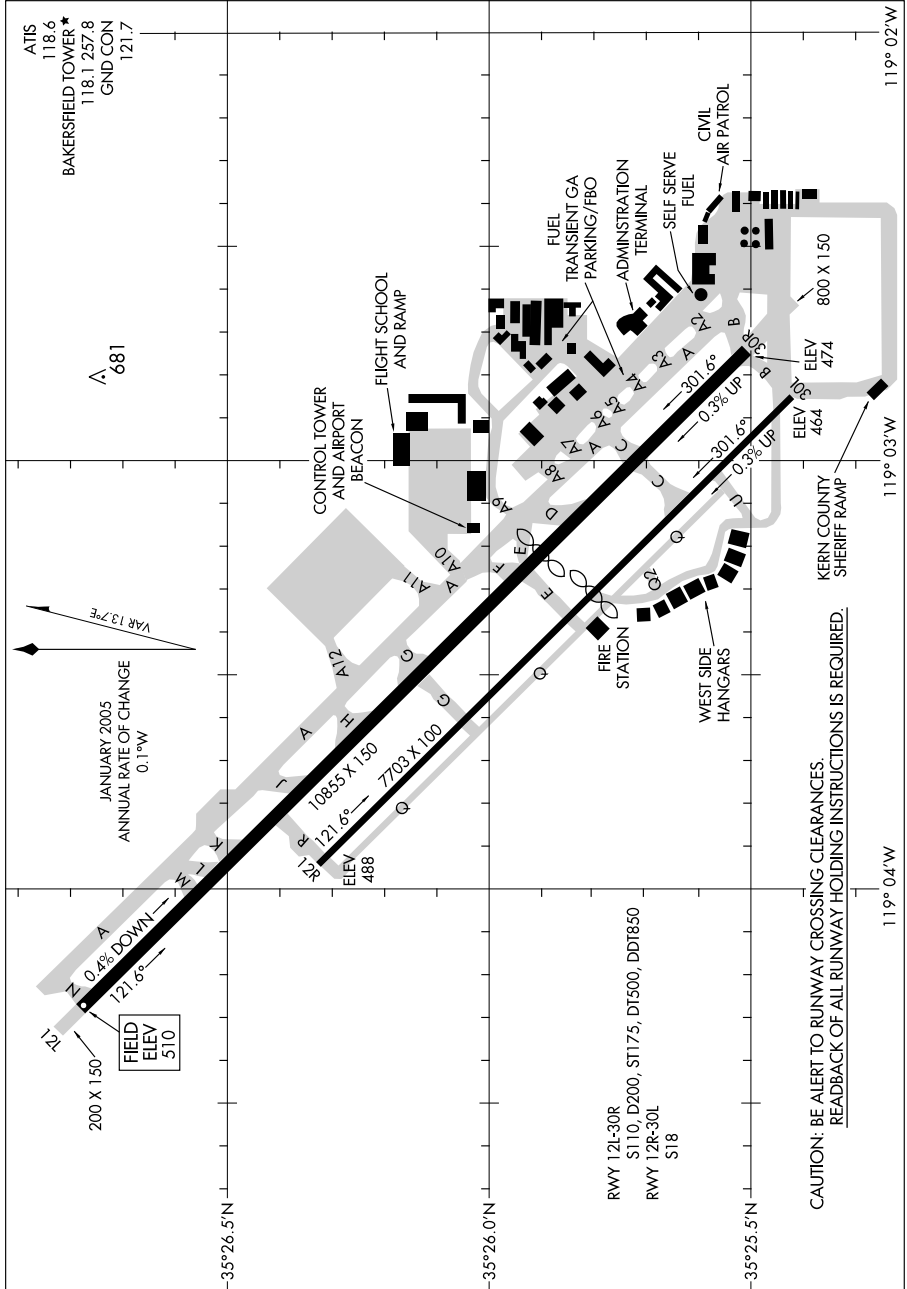 ATIS
118.6
BAKERSFIELD TOWER★
118.1 257.8
GND CON
121.7
681
JANUARY 2005
ANNUAL RATE OF CHANGE
0.1°W
VAR 13.7°E
FLIGHT SCHOOL
AND RAMP
CONTROL TOWER
AND AIRPORT
BEACON
FUEL
TRANSIENT GA
PARKING/FBO
ADMINSTRATION
TERMINAL
SELF SERVE
FUEL
CIVIL
AIR PATROL
800 X 150
12L
200 X 150
FIELD
ELEV
510
N
A
0.4% DOWN
121.6°
M
L
K
J
A
H
A12
G
G
10855 X 150
R
12R
ELEV
488
121.6°
7703 X 100
Q
Q
A11
A10
A
F
E
E
A9
D
A8
A7
A
A6
A5
A4
A3
A
A2
B
C
C
301.6°
0.3% UP
30R
B
ELEV
474
301.6°
0.3% UP
30L
ELEV
464
U
Q
Q2
FIRE
STATION
WEST SIDE
HANGARS
KERN COUNTY
SHERIFF RAMP
RWY 12L-30R
S110, D200, ST175, DT500, DDT850
RWY 12R-30L
S18
CAUTION: BE ALERT TO RUNWAY CROSSING CLEARANCES.
READBACK OF ALL RUNWAY HOLDING INSTRUCTIONS IS REQUIRED.
35°26.5'N
35°26.0'N
35°25.5'N
119° 04'W
119° 03'W
119° 02'W